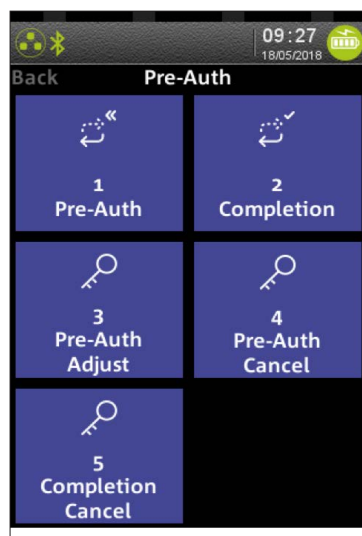 09:27
18/05/2018
Back Pre-Auth
1
Pre-Auth
2
Completion
3
Pre-Auth
Adjust
4
Pre-Auth
Cancel
5
Completion
Cancel